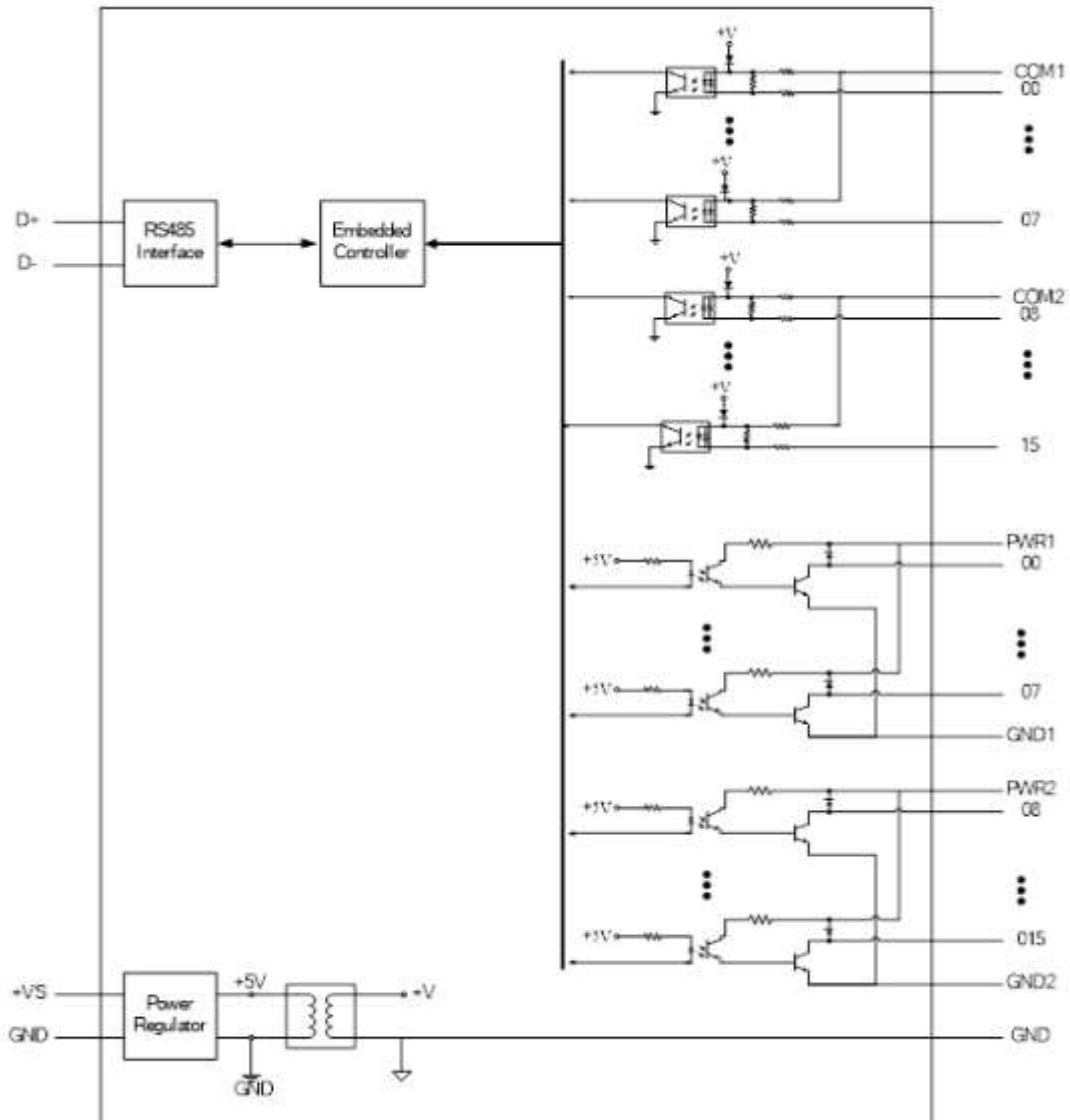 +V
COM1
00
+V
07
D+
D-
RS485
Interface
Embedded
Controller
+V
COM2
08
+V
15
PWR1
+5V
00
+5V
07
GND1
PWR2
+5V
08
+5V
015
GND2
+VS
GND
Power
Regulator
+5V
+V
GND
GND